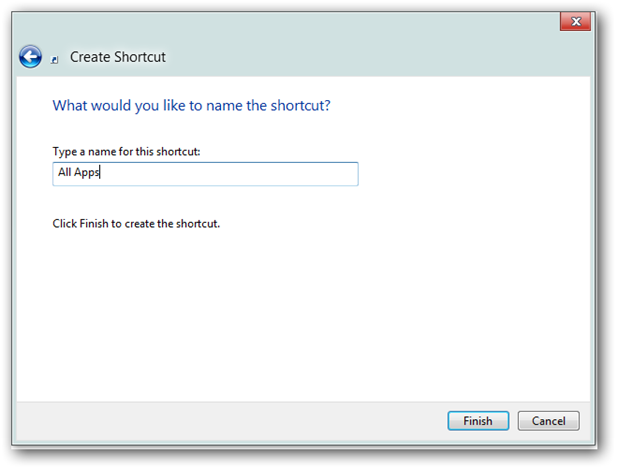 Create Shortcut
What would you like to name the shortcut?
Type a name for this shortcut:
All Apps
Click Finish to create the shortcut.
Finish Cancel